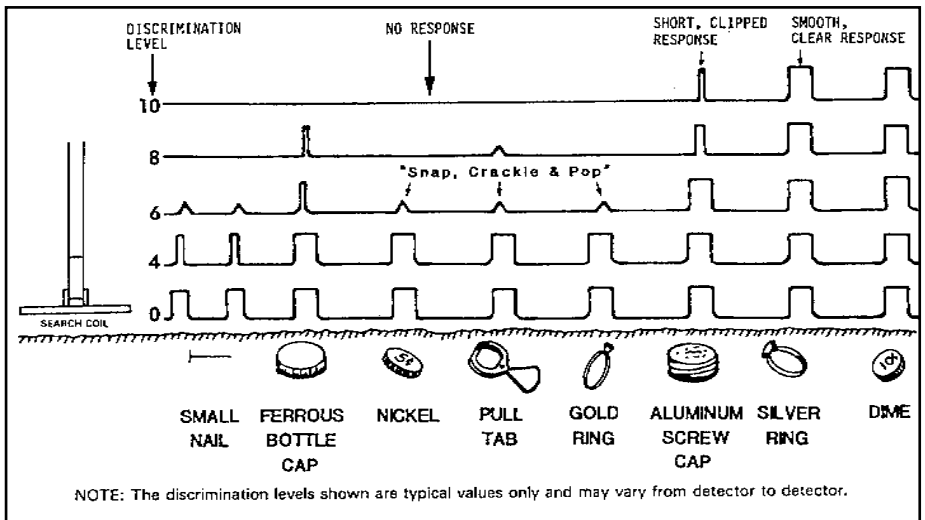 DISCRIMINATION LEVEL
NO RESPONSE
SHORT, CLIPPED RESPONSE
SMOOTH, CLEAR RESPONSE
10
8
"Snap, Crackle & Pop"
6
4
0
SEARCH COIL
5¢
10¢
SMALL NAIL
FERROUS BOTTLE CAP
NICKEL
PULL TAB
GOLD RING
ALUMINUM SCREW CAP
SILVER RING
DIME
NOTE: The discrimination levels shown are typical values only and may vary from detector to detector.